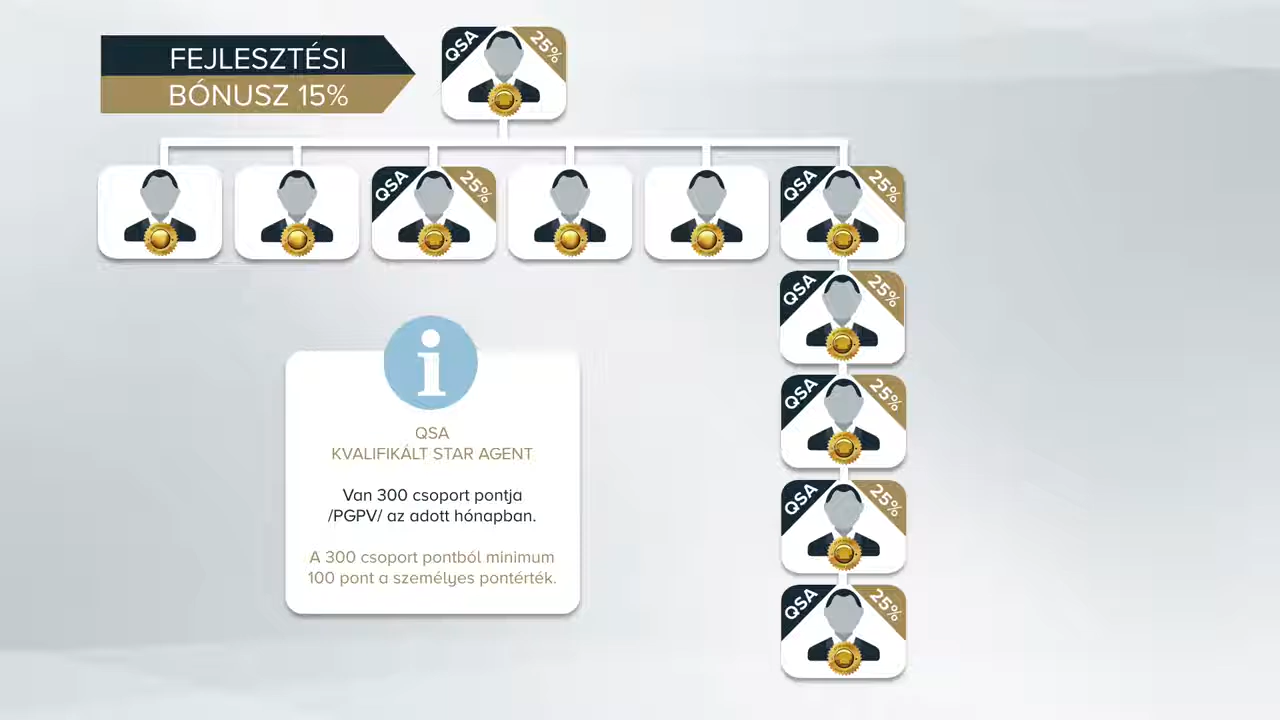 FEJLESZTÉSI
BÓNUSZ 15%
QSA 25%
QSA 25%
QSA 25%
QSA 25%
QSA 25%
QSA 25%
QSA 25%
i
QSA
KVALIFIKÁLT STAR AGENT
Van 300 csoport pontja
/PGPV/ az adott hónapban.
A 300 csoport pontból minimum
100 pont a személyes pontérték.